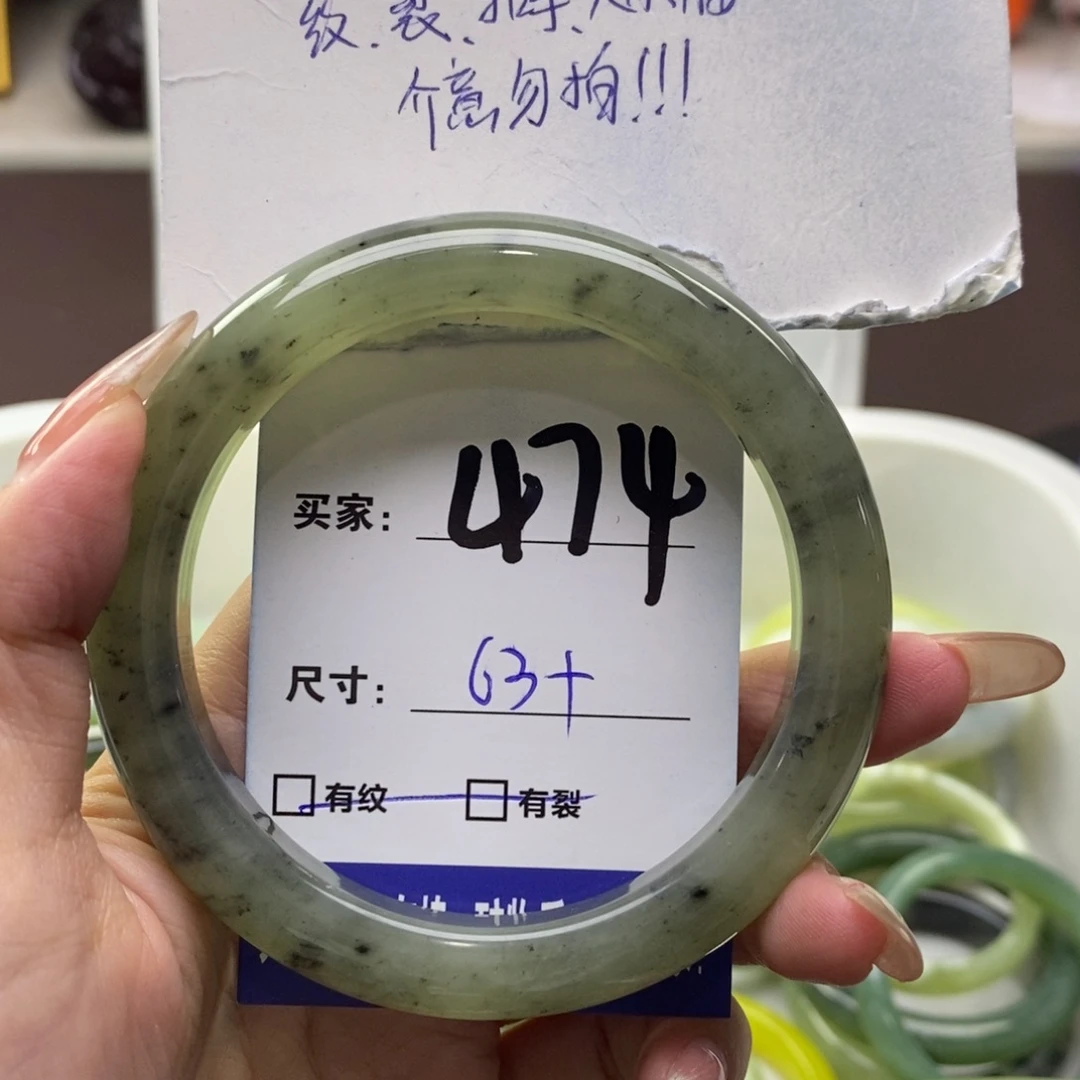 纹.裂、
介意勿拍!!!
买家: 474
尺寸: 63+
□有纹 □有裂